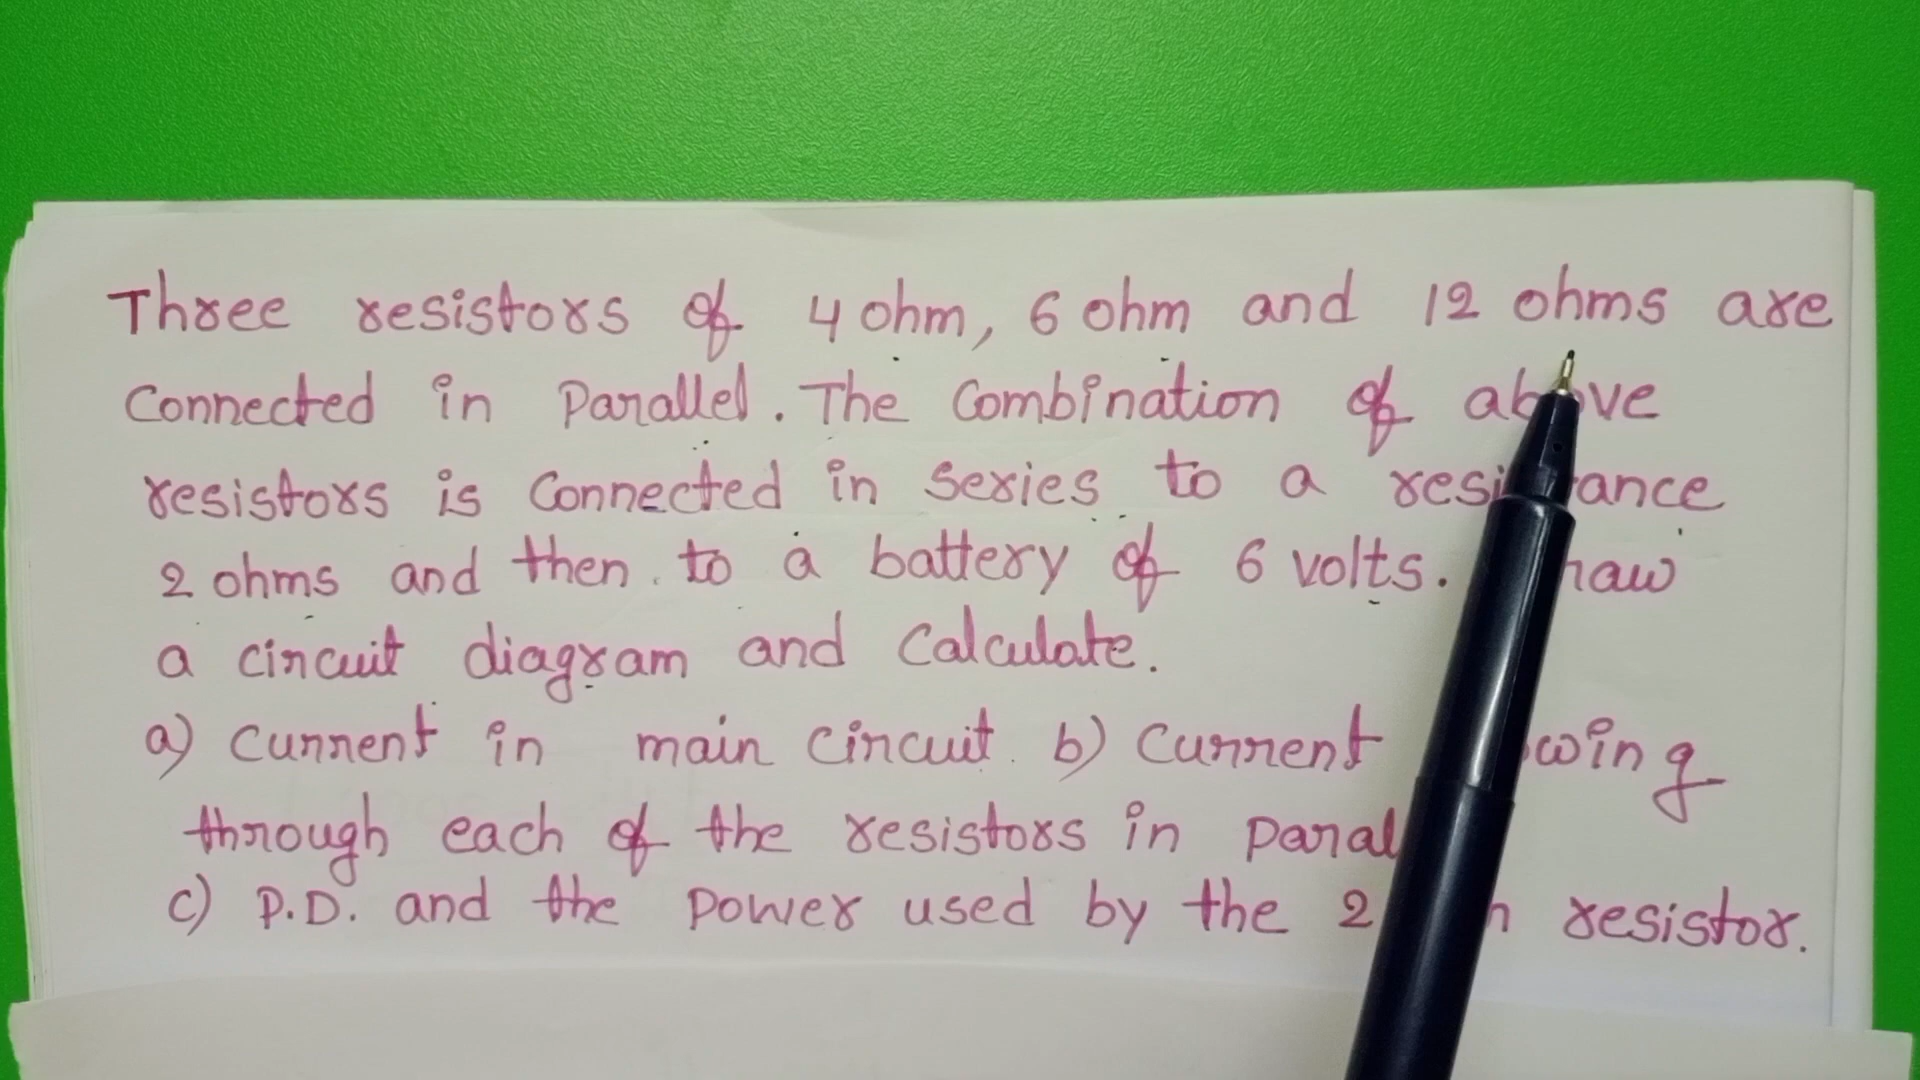 Three resistors of 4 ohm, 6 ohm and 12 ohms are
Connected in Parallel. The Combination of above
resistors is Connected in Series to a resistance
2 ohms and then to a battery of 6 volts.
a circuit diagram and Calculate.
a) Current in main Circuit. b) Current
through each of the resistors in
c) P.D. and the Power used by the 2 resistor.